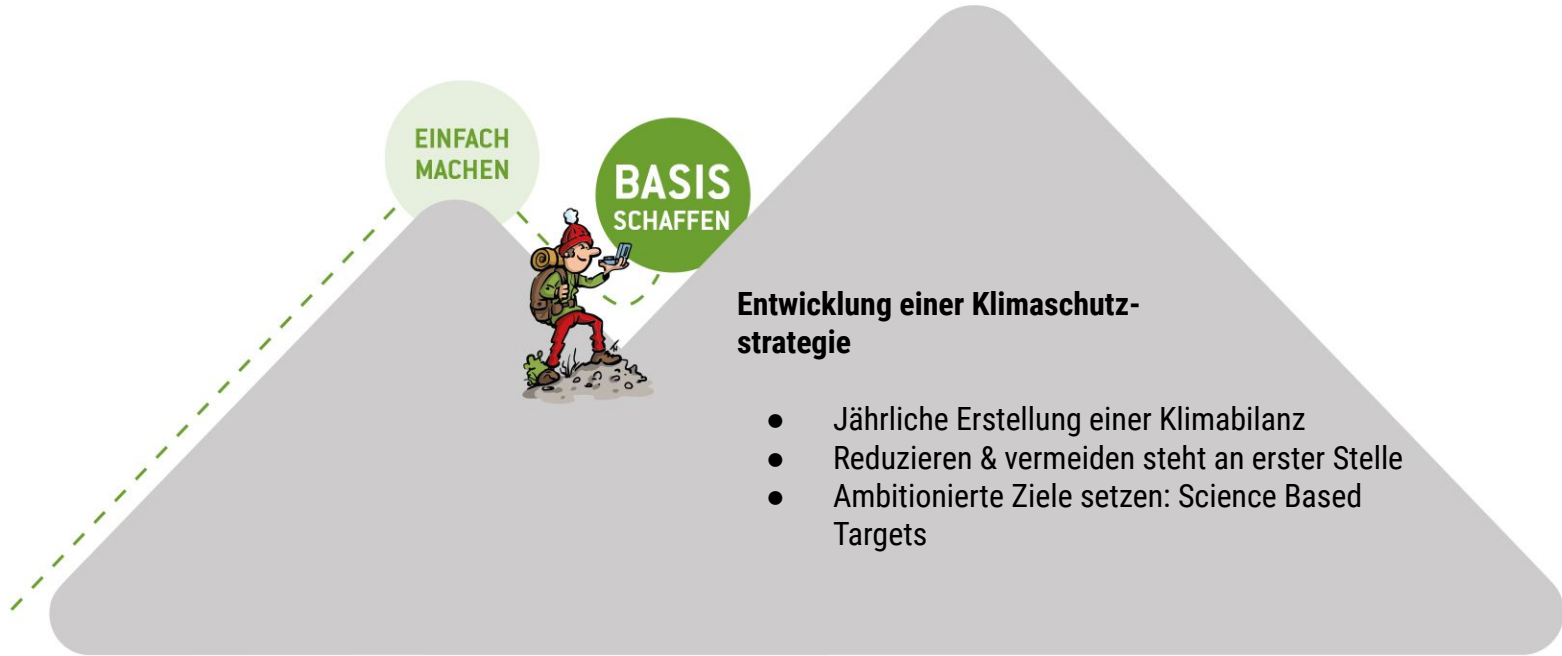 EINFACH
MACHEN
BASIS
SCHAFFEN
Entwicklung einer Klimaschutz-
strategie
● Jährliche Erstellung einer Klimabilanz
● Reduzieren & vermeiden steht an erster Stelle
● Ambitionierte Ziele setzen: Science Based
Targets